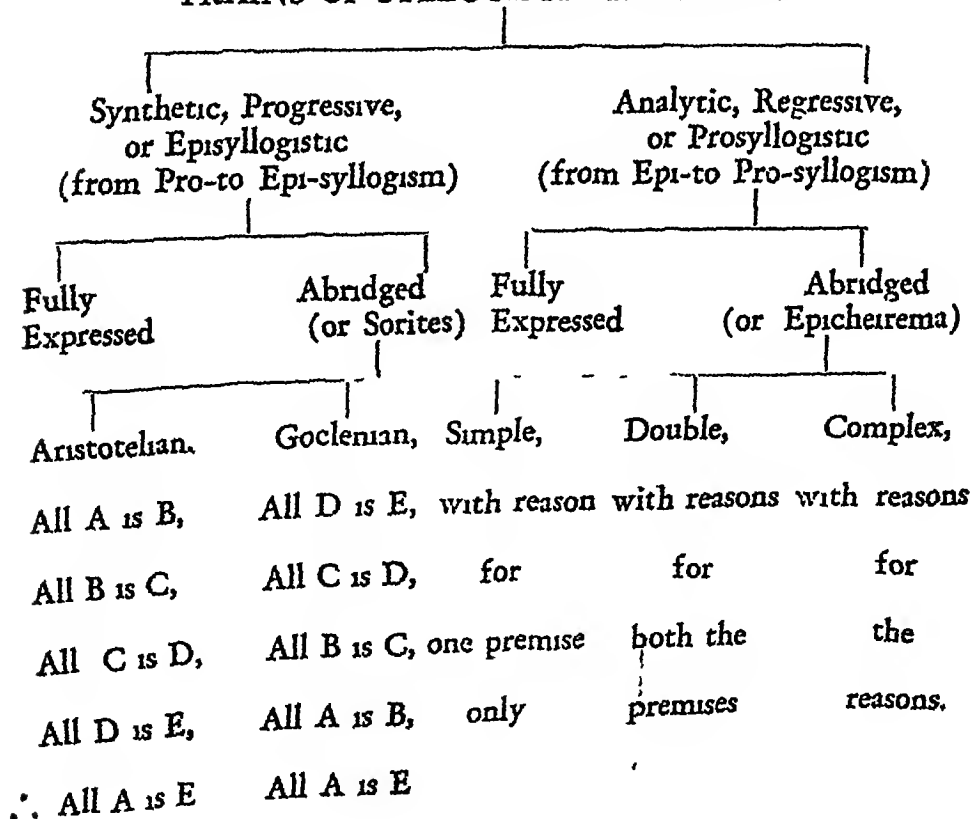 Synthetic, Progressive,
or Episyllogistic
(from Pro-to Epi-syllogism)
Analytic, Regressive,
or Prosyllogistic
(from Epi-to Pro-syllogism)
Fully
Expressed
Abridged
(or Sorites)
Fully
Expressed
Abridged
(or Epicheirema)
Aristotelian. Goclenian, Simple, Double, Complex,
All A is B, All D is E, with reason with reasons with reasons
All B is C, All C is D, for for for
All C is D, All B is C, one premise both the the
All D is E, All A is B, only premises reasons.
∴ All A is E All A is E